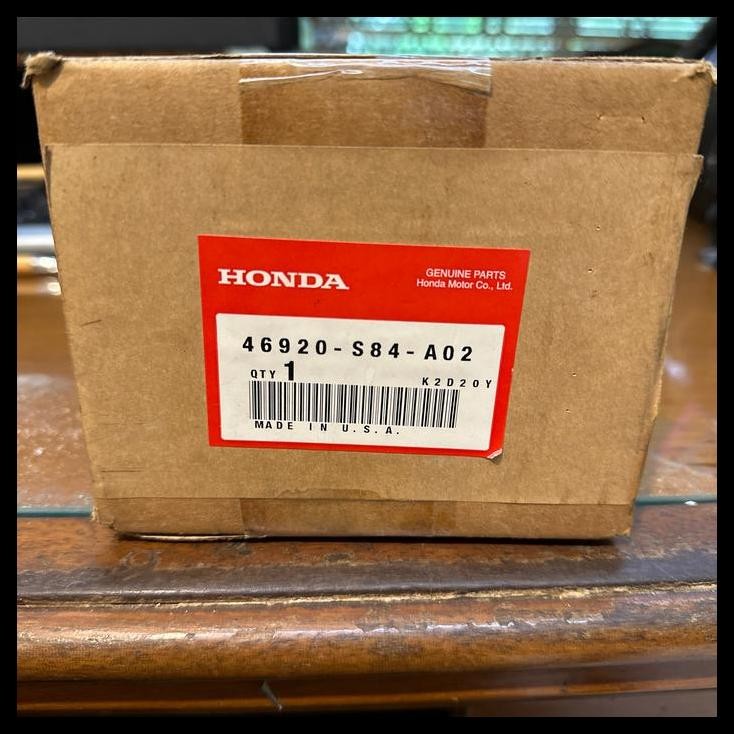 HONDA
GENUINE PARTS
Honda Motor Co., Ltd.
46920-S84-A02
QTY 1
K2D20Y
MADE IN U.S.A.